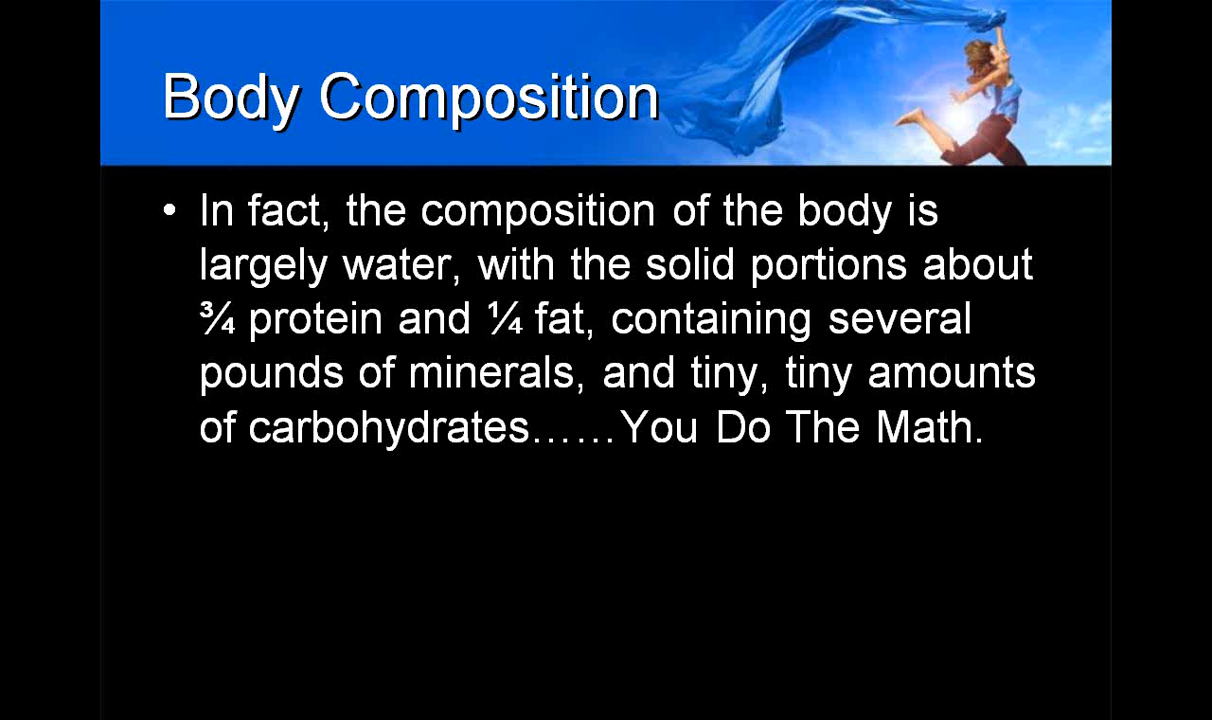 Body Composition
• In fact, the composition of the body is
largely water, with the solid portions about
¾ protein and ¼ fat, containing several
pounds of minerals, and tiny, tiny amounts
of carbohydrates……You Do The Math.